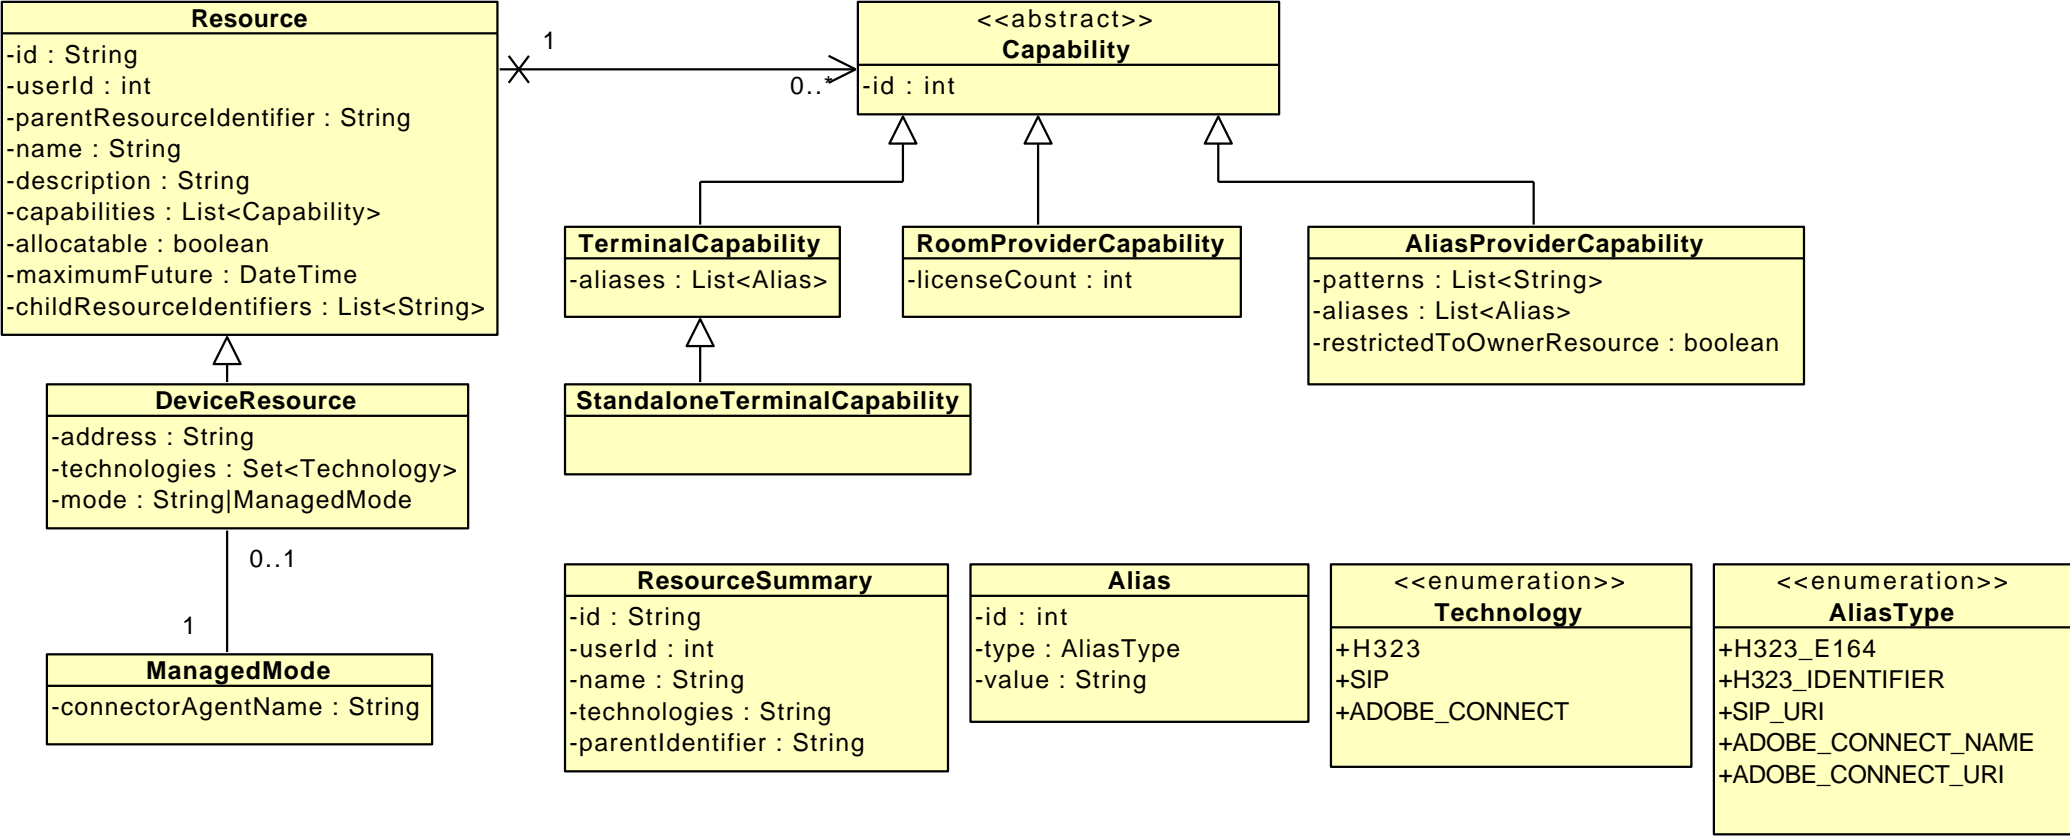 Resource
-id : String
-userId : int
-parentResourceIdentifier : String
-name : String
-description : String
-capabilities : List<Capability>
-allocatable : boolean
-maximumFuture : DateTime
-childResourceIdentifiers : List<String>
1
0..*
<<abstract>>
Capability
-id : int
TerminalCapability
-aliases : List<Alias>
RoomProviderCapability
-licenseCount : int
AliasProviderCapability
-patterns : List<String>
-aliases : List<Alias>
-restrictedToOwnerResource : boolean
DeviceResource
-address : String
-technologies : Set<Technology>
-mode : String|ManagedMode
StandaloneTerminalCapability
0..1
1
ManagedMode
-connectorAgentName : String
ResourceSummary
-id : String
-userId : int
-name : String
-technologies : String
-parentIdentifier : String
Alias
-id : int
-type : AliasType
-value : String
<<enumeration>>
Technology
+H323
+SIP
+ADOBE_CONNECT
<<enumeration>>
AliasType
+H323_E164
+H323_IDENTIFIER
+SIP_URI
+ADOBE_CONNECT_NAME
+ADOBE_CONNECT_URI